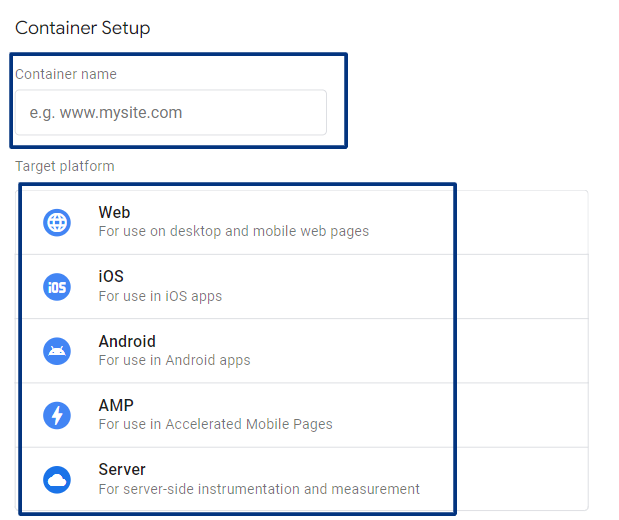 Container Setup
Container name
e.g. www.mysite.com
Target platform
Web
For use on desktop and mobile web pages
iOS
iOS
For use in iOS apps
Android
For use in Android apps
AMP
For use in Accelerated Mobile Pages
Server
For server-side instrumentation and measurement